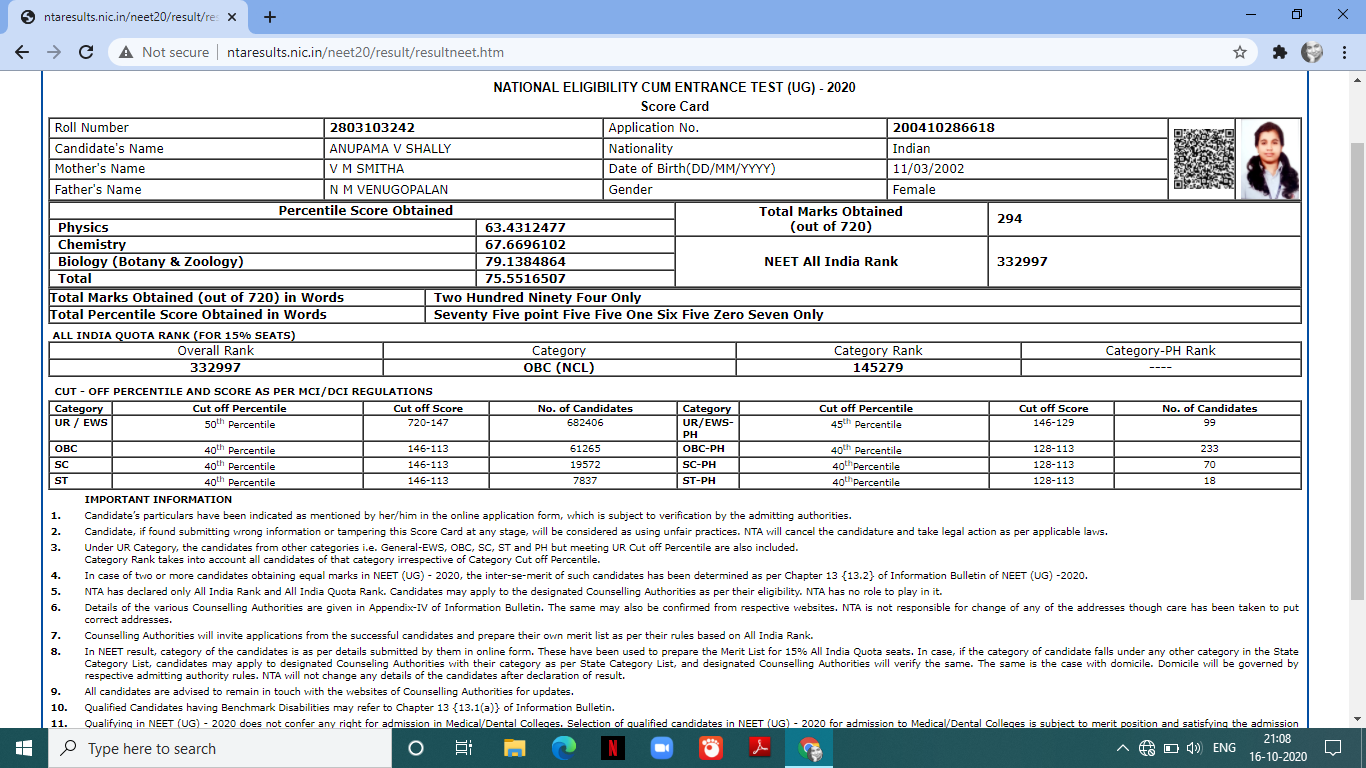 ntaresults.nic.in/neet20/result/res
Not secure ntaresults.nic.in/neet20/result/resultneet.htm
NATIONAL ELIGIBILITY CUM ENTRANCE TEST (UG) - 2020
Score Card
Roll Number 2803103242 Application No. 200410286618
Candidate's Name ANUPAMA V SHALLY Nationality Indian
Mother's Name V M SMITHA Date of Birth(DD/MM/YYYY) 11/03/2002
Father's Name N M VENUGOPALAN Gender Female
Percentile Score Obtained Total Marks Obtained (out of 720) 294
Physics 63.4312477
Chemistry 67.6696102
Biology (Botany & Zoology) 79.1384864 NEET All India Rank 332997
Total 75.5516507
Total Marks Obtained (out of 720) in Words Two Hundred Ninety Four Only
Total Percentile Score Obtained in Words Seventy Five point Five Five One Six Five Zero Seven Only
ALL INDIA QUOTA RANK (FOR 15% SEATS)
Overall Rank Category Category Rank Category-PH Rank
332997 OBC (NCL) 145279 ----
CUT - OFF PERCENTILE AND SCORE AS PER MCI/DCI REGULATIONS
Category Cut off Percentile Cut off Score No. of Candidates Category Cut off Percentile Cut off Score No. of Candidates
UR / EWS 50th Percentile 720-147 682406 UR/EWS-PH 45th Percentile 146-129 99
OBC 40th Percentile 146-113 61265 OBC-PH 40th Percentile 128-113 233
SC 40th Percentile 146-113 19572 SC-PH 40thPercentile 128-113 70
ST 40th Percentile 146-113 7837 ST-PH 40thPercentile 128-113 18
IMPORTANT INFORMATION
1. Candidate's particulars have been indicated as mentioned by her/him in the online application form, which is subject to verification by the admitting authorities.
2. Candidate, if found submitting wrong information or tampering this Score Card at any stage, will be considered as using unfair practices. NTA will cancel the candidature and take legal action as per applicable laws.
3. Under UR Category, the candidates from other categories i.e. General-EWS, OBC, SC, ST and PH but meeting UR Cut off Percentile are also included.
Category Rank takes into account all candidates of that category irrespective of Category Cut off Percentile.
4. In case of two or more candidates obtaining equal marks in NEET (UG) - 2020, the inter-se-merit of such candidates has been determined as per Chapter 13 {13.2} of Information Bulletin of NEET (UG) -2020.
5. NTA has declared only All India Rank and All India Quota Rank. Candidates may apply to the designated Counselling Authorities as per their eligibility. NTA has no role to play in it.
6. Details of the various Counselling Authorities are given in Appendix-IV of Information Bulletin. The same may also be confirmed from respective websites. NTA is not responsible for change of any of the addresses though care has been taken to put
correct addresses.
7. Counselling Authorities will invite applications from the successful candidates and prepare their own merit list as per their rules based on All India Rank.
8. In NEET result, category of the candidates is as per details submitted by them in online form. These have been used to prepare the Merit List for 15% All India Quota seats. In case, if the category of candidate falls under any other category in the State
Category List, candidates may apply to designated Counseling Authorities with their category as per State Category List, and designated Counselling Authorities will verify the same. The same is the case with domicile. Domicile will be governed by
respective admitting authority rules. NTA will not change any details of the candidates after declaration of result.
9. All candidates are advised to remain in touch with the websites of Counselling Authorities for updates.
10. Qualified Candidates having Benchmark Disabilities may refer to Chapter 13 {13.1(a)} of Information Bulletin.
11. Qualifying in NEET (UG) - 2020 does not confer any right for admission in Medical/Dental Colleges. Selection of qualified candidates in NEET (UG) - 2020 for admission to Medical/Dental Colleges is subject to merit position and satisfying the admission
Type here to search
N
ENG
21:08
16-10-2020